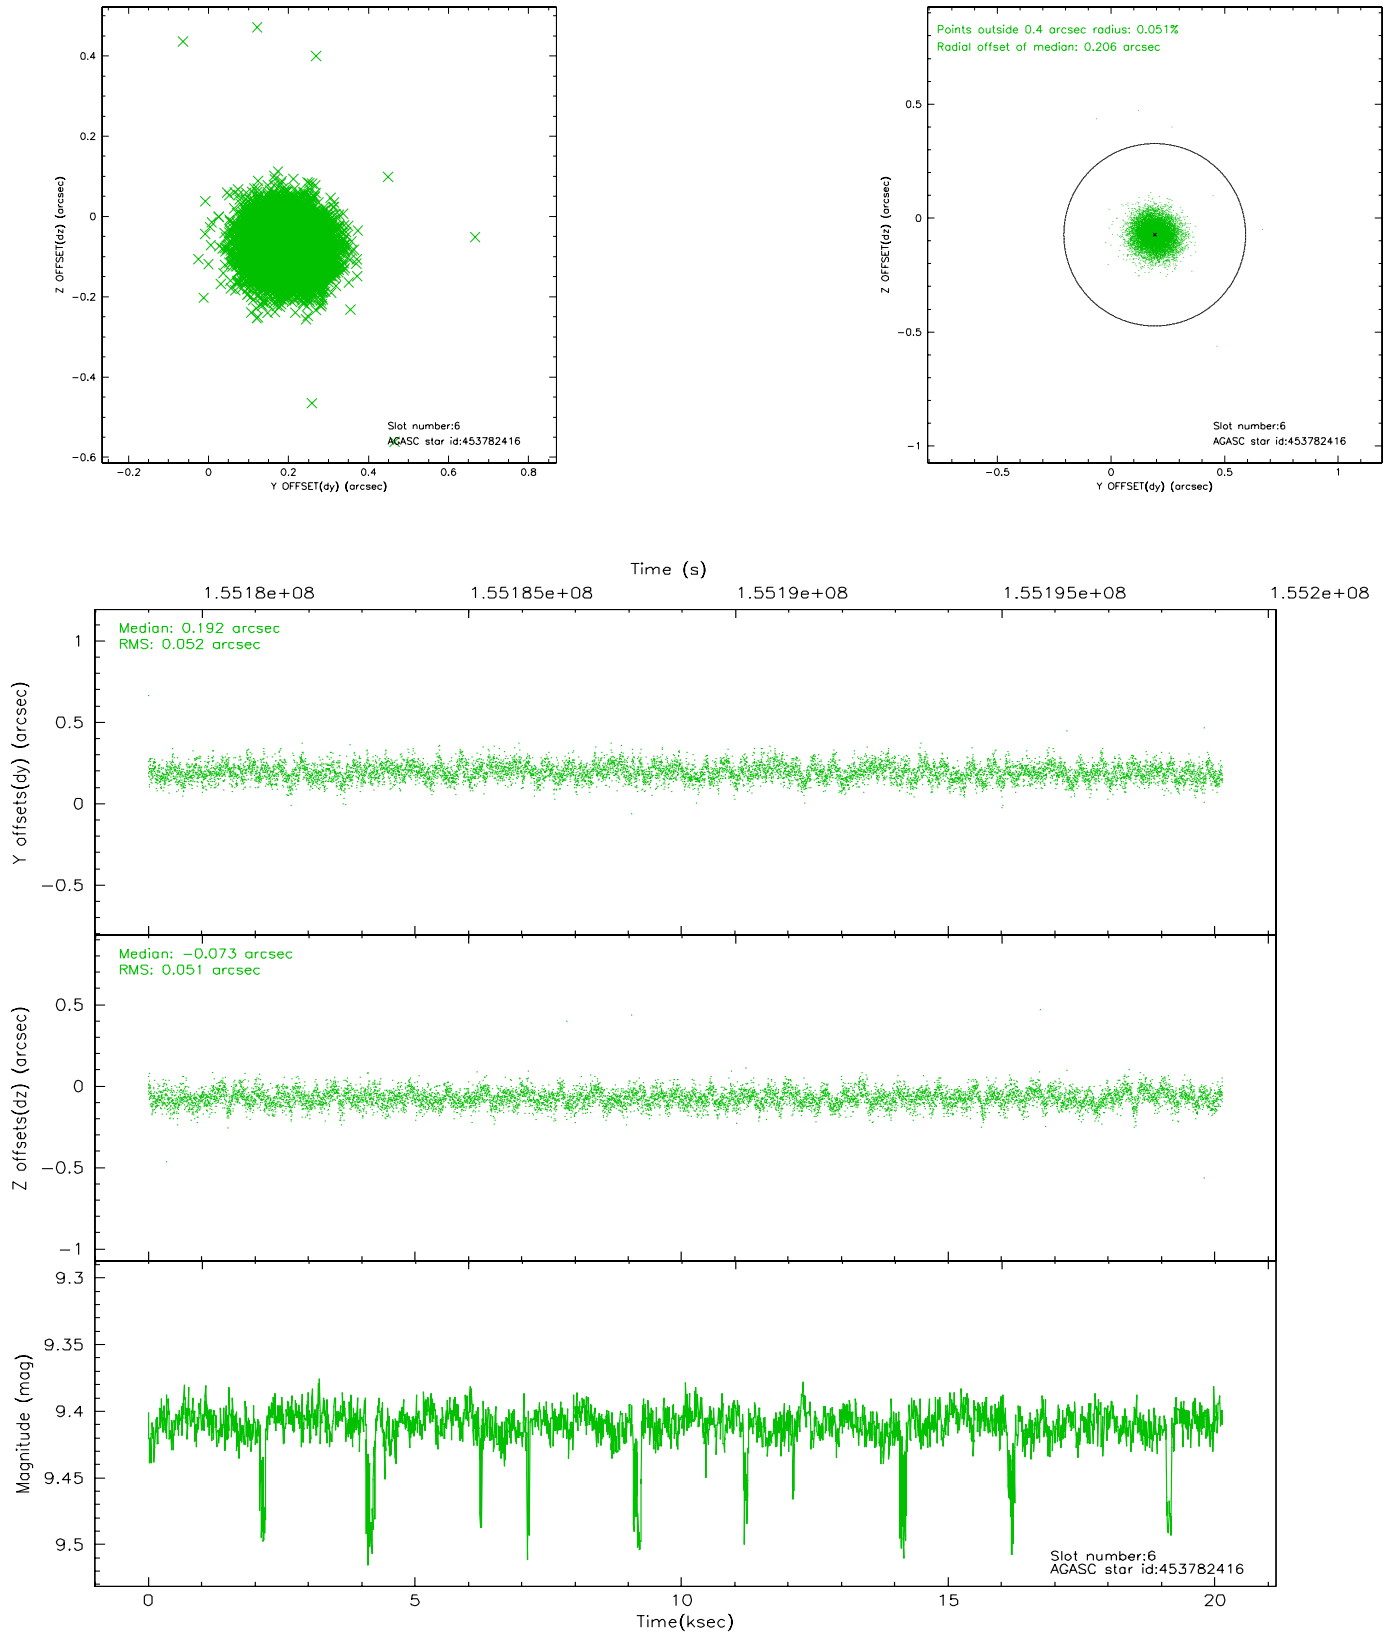 0.4
0.2
0
−0.2
−0.4
−0.6
−0.2
0
0.2
0.4
0.6
0.8
Z OFFSET(dz) (arcsec)
Y OFFSET(dy) (arcsec)
Slot number:6
AGASC star id:453782416
Points outside 0.4 arcsec radius: 0.051%
Radial offset of median: 0.206 arcsec
0.5
0
−0.5
−1
−0.5
0
0.5
1
Z OFFSET(dz) (arcsec)
Y OFFSET(dy) (arcsec)
Slot number:6
AGASC star id:453782416
Time (s)
1.5518e+08
1.55185e+08
1.5519e+08
1.55195e+08
1.552e+08
Median: 0.192 arcsec
RMS: 0.052 arcsec
1
0.5
0
−0.5
Y offsets(dy) (arcsec)
Median: −0.073 arcsec
RMS: 0.051 arcsec
0.5
0
−0.5
−1
Z offsets(dz) (arcsec)
9.3
9.35
9.4
9.45
9.5
Magnitude (mag)
Slot number:6
AGASC star id:453782416
0
5
10
15
20
Time(ksec)